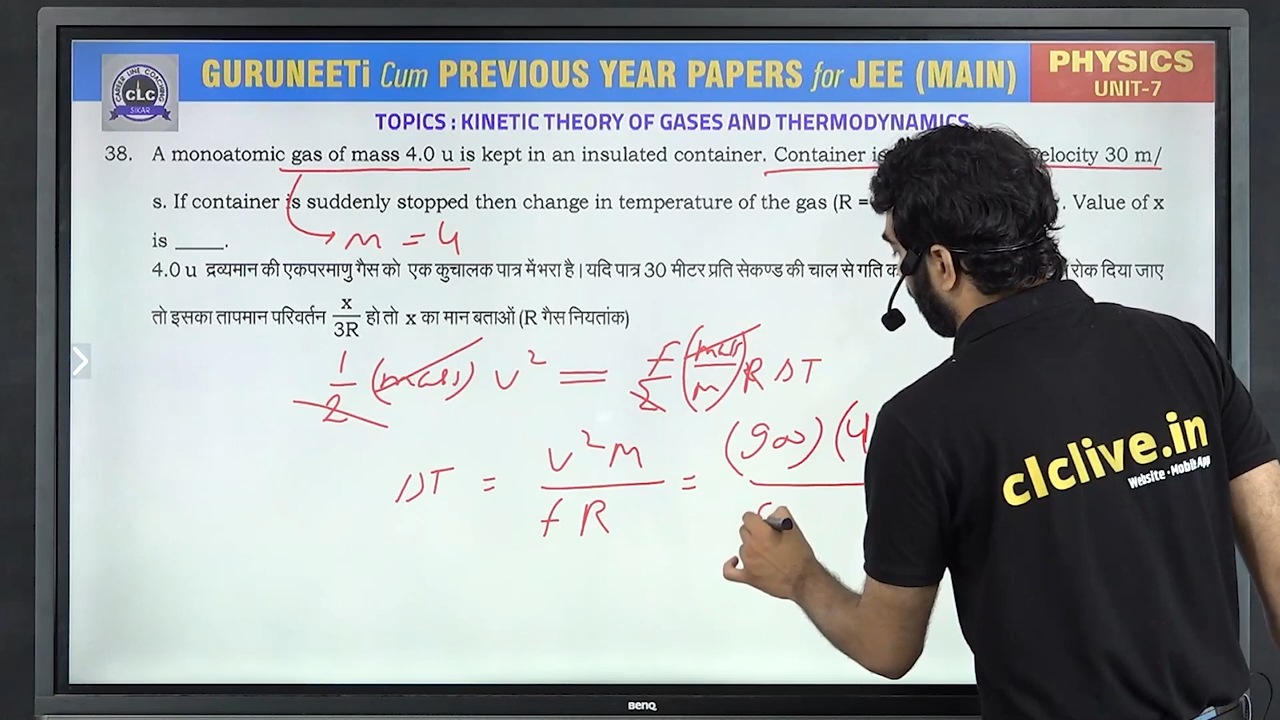 GURUNEETi Cum PREVIOUS YEAR PAPERS for JEE (MAIN)
PHYSICS
UNIT-7
CLC
SIKAR
TOPICS : KINETIC THEORY OF GASES AND THERMODYNAMICS
38. A monoatomic gas of mass 4.0 u is kept in an insulated container. Container is velocity 30 m/
s. If container is suddenly stopped then change in temperature of the gas (R = . Value of x
is ____.
m = 4
4.0 u द्रव्यमान की एकपरमाणु गैस को एक कुचालक पात्र में भरा है। यदि पात्र 30 मीटर प्रति सेकण्ड की चाल से गति रोक दिया जाए
तो इसका तापमान परिवर्तन x/3R हो तो x का मान बताओं (R गैस नियतांक)
1/2 (mass) v² = f/2 (mass/M) R ΔT
ΔT = v²M / fR = (900)(4
clclive.in
Website • Mobile App
BenQ